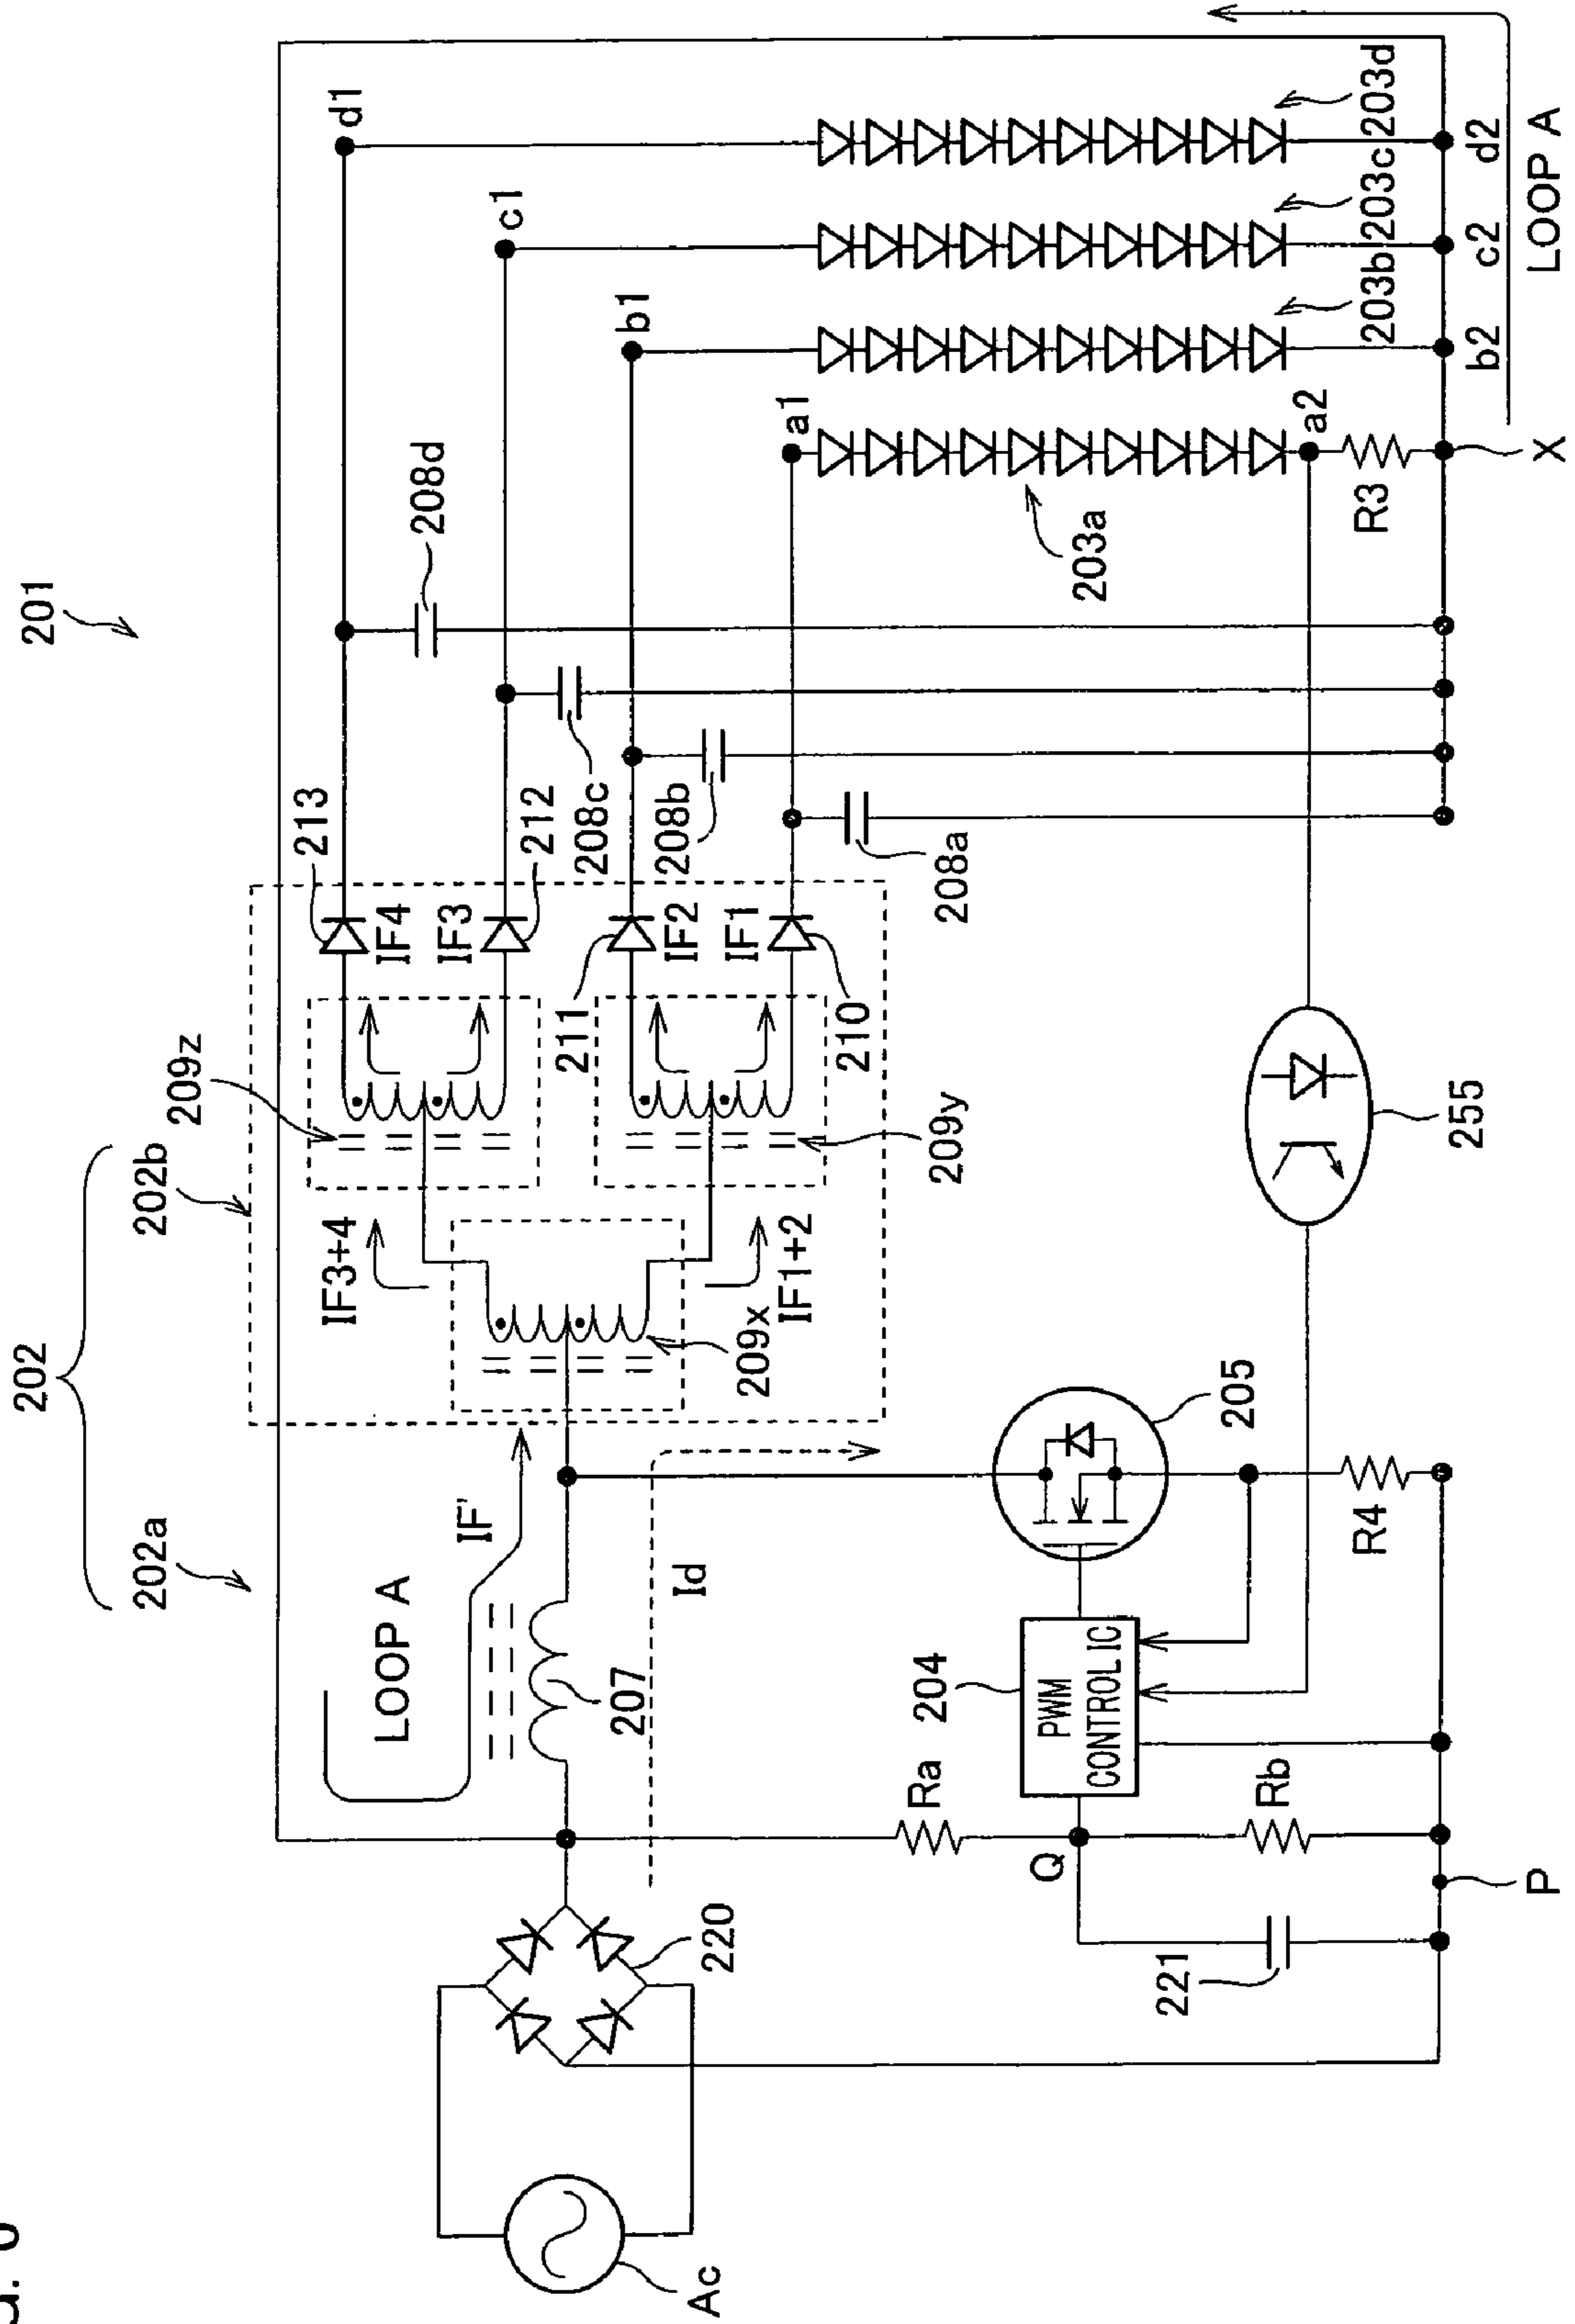 201
202
202a
202b
LOOP A
IF
IF3+4
209z
213
IF4
d1
208d
IF3
c1
212
208c
211
IF2
b1
208b
IF1
a1
210
208a
209y
IF1+2
209x
207
Id
220
Ac
203a
203b
203c
203d
a2
R3
b2
c2
d2
X
LOOP A
204
PWM
CONTROL IC
205
Ra
Q
Rb
R4
221
P
255